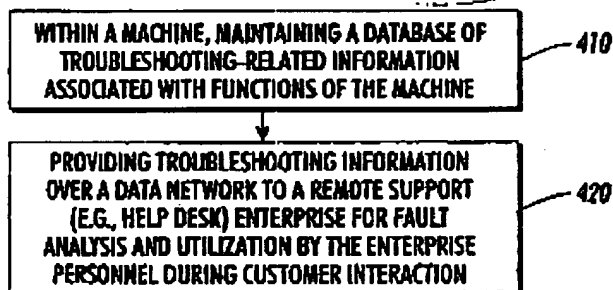 WITHIN A MACHINE, MAINTAINING A DATABASE OF
TROUBLESHOOTING-RELATED INFORMATION
ASSOCIATED WITH FUNCTIONS OF THE MACHINE
410
PROVIDING TROUBLESHOOTING INFORMATION
OVER A DATA NETWORK TO A REMOTE SUPPORT
(E.G., HELP DESK) ENTERPRISE FOR FAULT
ANALYSIS AND UTILIZATION BY THE ENTERPRISE
PERSONNEL DURING CUSTOMER INTERACTION
420